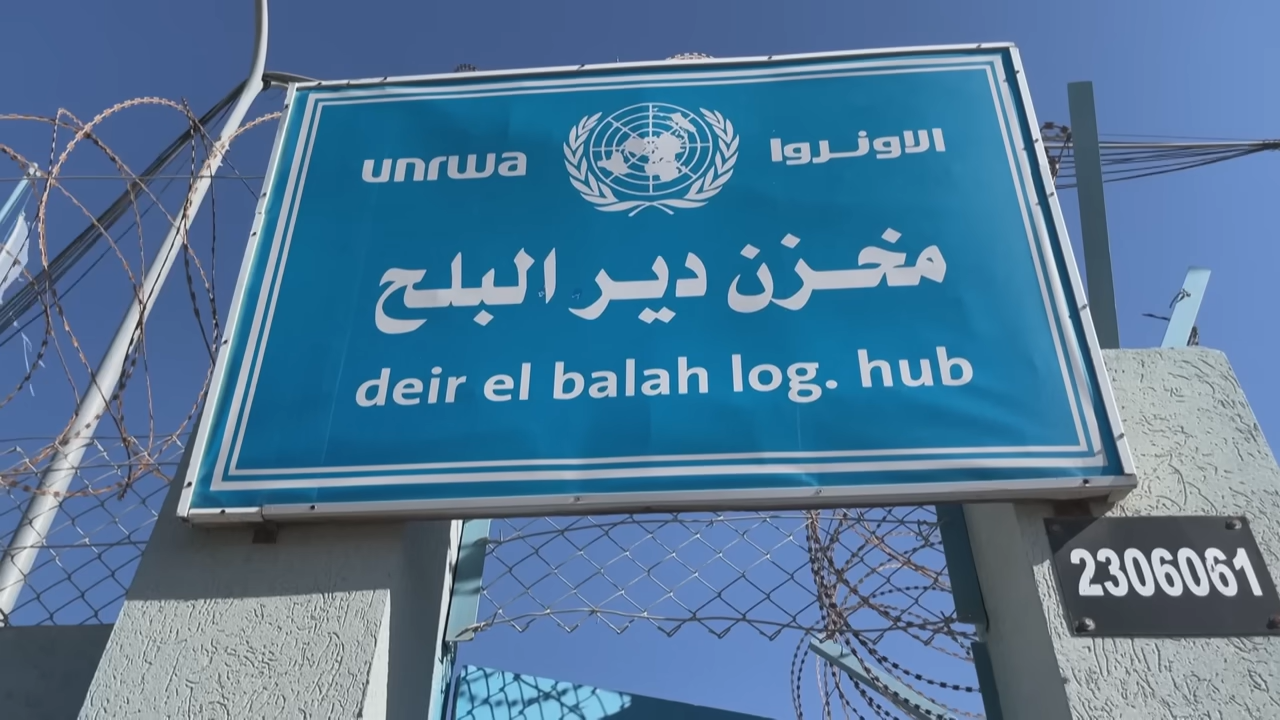 unrwa الاونروا
مخزن دير البلح
deir el balah log. hub
2306061